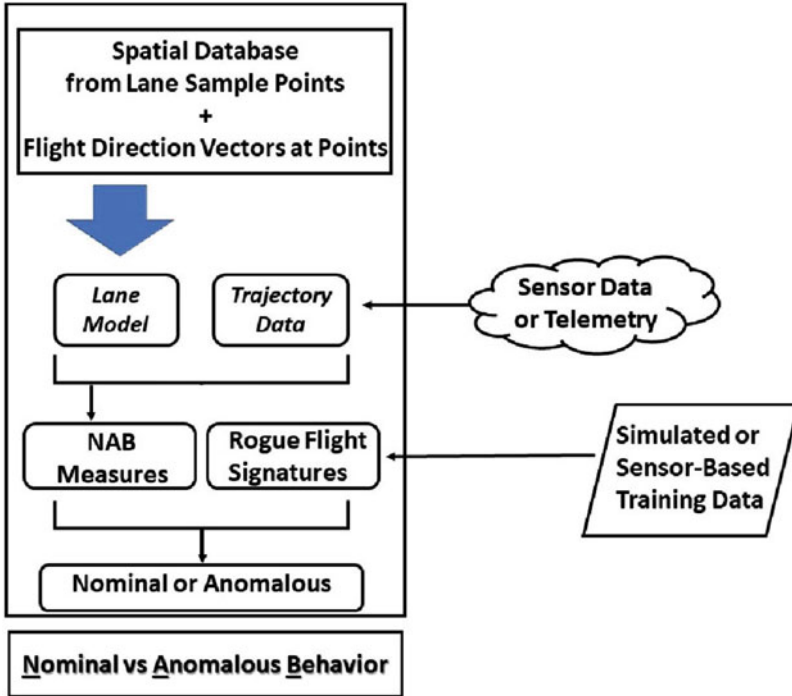 Spatial Database
from Lane Sample Points
+
Flight Direction Vectors at Points
Lane
Model
Trajectory
Data
Sensor Data
or Telemetry
NAB
Measures
Rogue Flight
Signatures
Simulated or
Sensor-Based
Training Data
Nominal or Anomalous
Nominal vs Anomalous Behavior